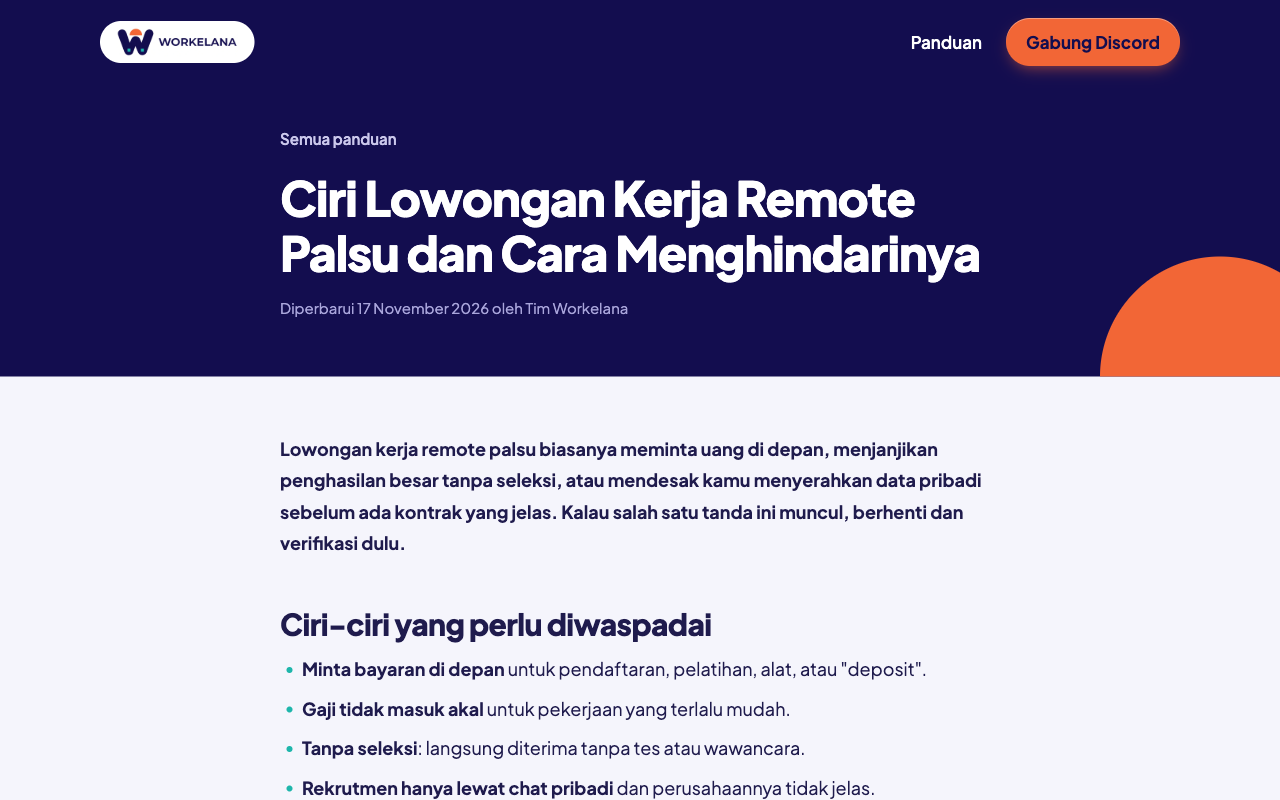 WORKELANA
Panduan
Gabung Discord
Semua panduan
Ciri Lowongan Kerja Remote
Palsu dan Cara Menghindarinya
Diperbarui 17 November 2026 oleh Tim Workelana
Lowongan kerja remote palsu biasanya meminta uang di depan, menjanjikan
penghasilan besar tanpa seleksi, atau mendesak kamu menyerahkan data pribadi
sebelum ada kontrak yang jelas. Kalau salah satu tanda ini muncul, berhenti dan
verifikasi dulu.
Ciri-ciri yang perlu diwaspadai
• Minta bayaran di depan untuk pendaftaran, pelatihan, alat, atau "deposit".
• Gaji tidak masuk akal untuk pekerjaan yang terlalu mudah.
• Tanpa seleksi: langsung diterima tanpa tes atau wawancara.
• Rekrutmen hanya lewat chat pribadi dan perusahaannya tidak jelas.